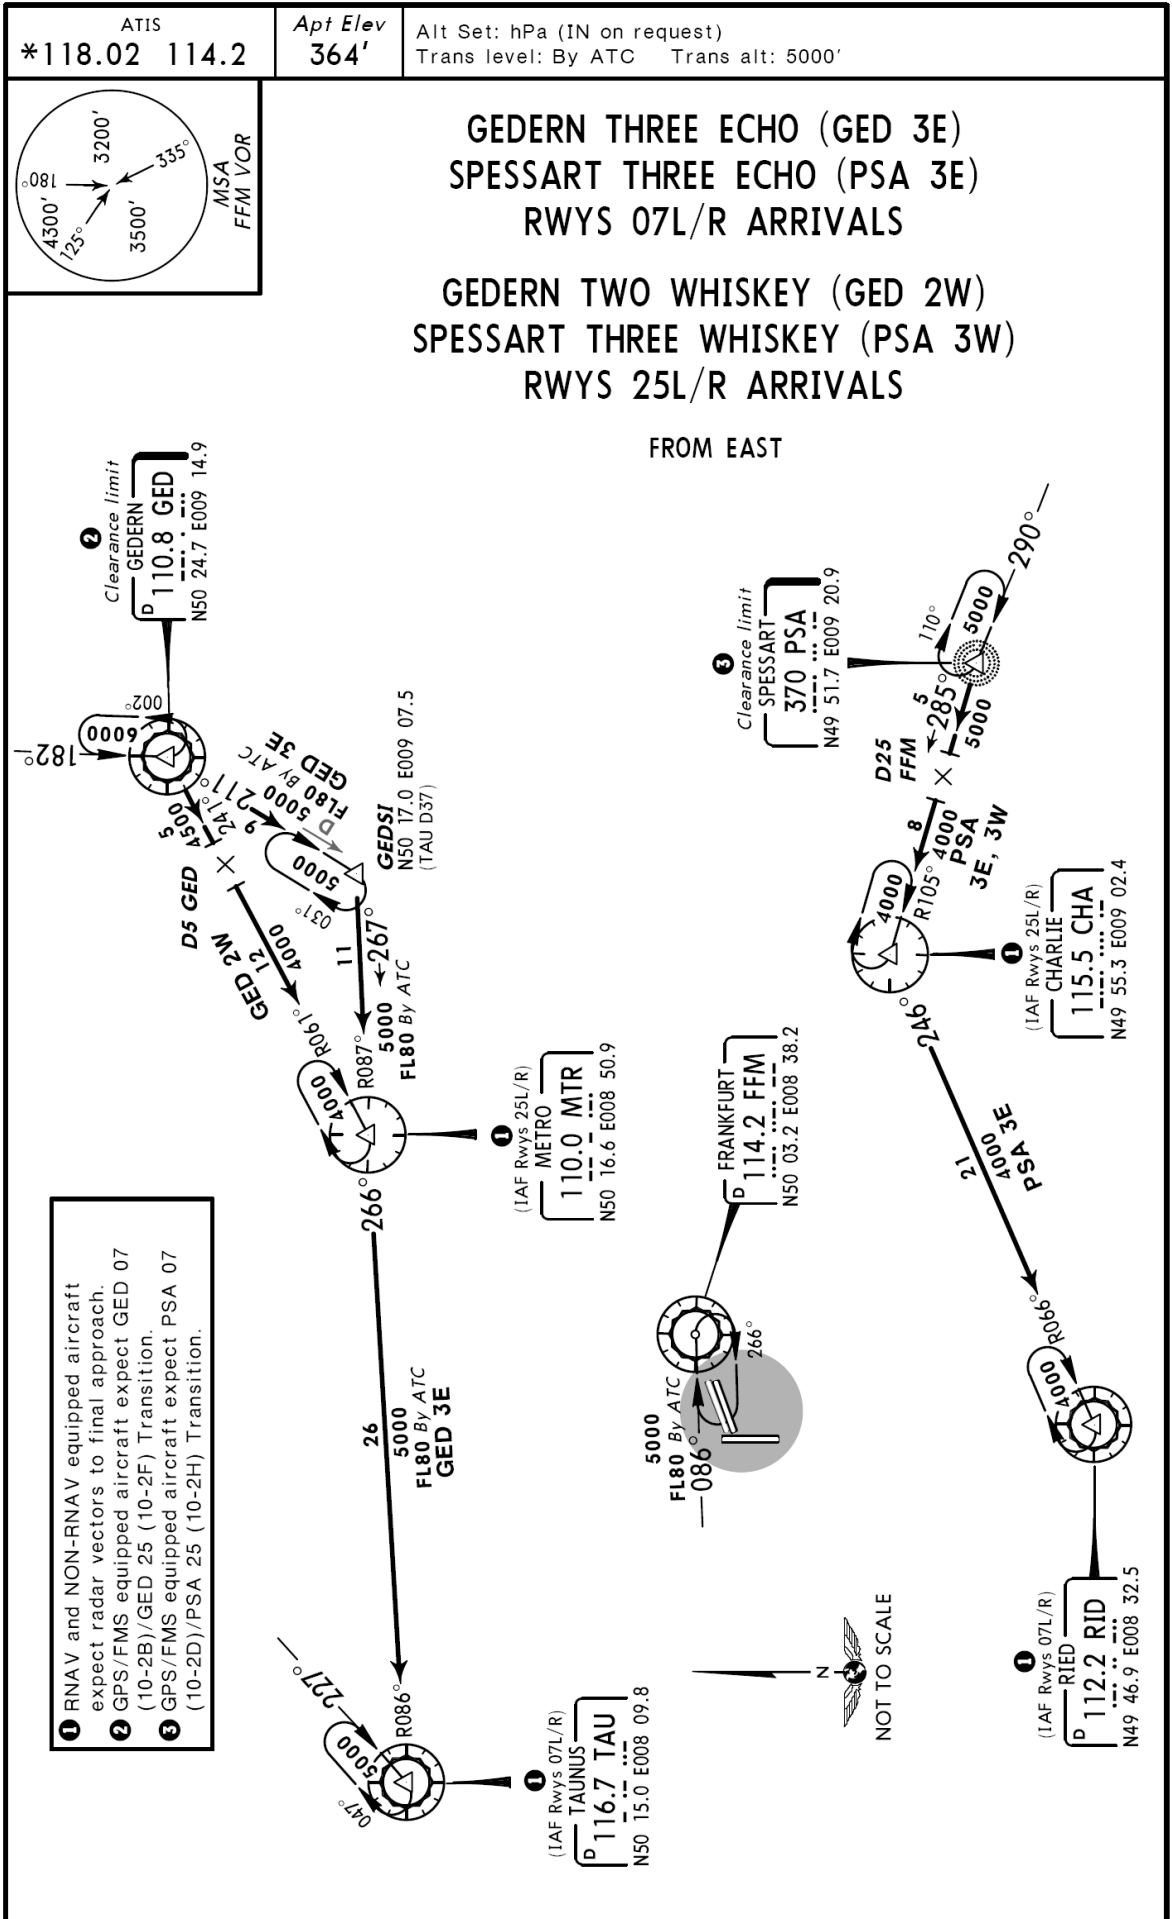 ATIS
*118.02 114.2
Apt Elev
364'
Alt Set: hPa (IN on request)
Trans level: By ATC Trans alt: 5000'
3200'
335°
180°
4300'
125°
3500'
MSA
FFM VOR
GEDERN THREE ECHO (GED 3E)
SPESSART THREE ECHO (PSA 3E)
RWYS 07L/R ARRIVALS
GEDERN TWO WHISKEY (GED 2W)
SPESSART THREE WHISKEY (PSA 3W)
RWYS 25L/R ARRIVALS
FROM EAST
2
Clearance limit
GEDERN
D 110.8 GED
N50 24.7 E009 14.9
182°
6000
002°
5
4500
241°
D5 GED
GED 2W
12
4000
R061°
9
211°
5000
FL80 By ATC
GED 3E
D
5000
031°
GEDSI
N50 17.0 E009 07.5
(TAU D37)
11
267°
5000
FL80 By ATC
R087°
4000
1
(IAF Rwys 25L/R)
METRO
110.0 MTR
N50 16.6 E008 50.9
266°
26
5000
FL80 By ATC
GED 3E
R086°
227°
5000
047°
1
(IAF Rwys 07L/R)
TAUNUS
D 116.7 TAU
N50 15.0 E008 09.8
3
Clearance limit
SPESSART
370 PSA
N49 51.7 E009 20.9
290°
5000
110°
5
285°
5000
D25
FFM
8
4000
PSA
3E, 3W
R105°
4000
1
(IAF Rwys 25L/R)
CHARLIE
115.5 CHA
N49 55.3 E009 02.4
246°
21
4000
PSA 3E
R066°
4000
1
(IAF Rwys 07L/R)
RIED
D 112.2 RID
N49 46.9 E008 32.5
FRANKFURT
D 114.2 FFM
N50 03.2 E008 38.2
266°
5000
FL80 By ATC
086°
N
NOT TO SCALE
1 RNAV and NON-RNAV equipped aircraft
expect radar vectors to final approach.
2 GPS/FMS equipped aircraft expect GED 07
(10-2B)/GED 25 (10-2F) Transition.
3 GPS/FMS equipped aircraft expect PSA 07
(10-2D)/PSA 25 (10-2H) Transition.